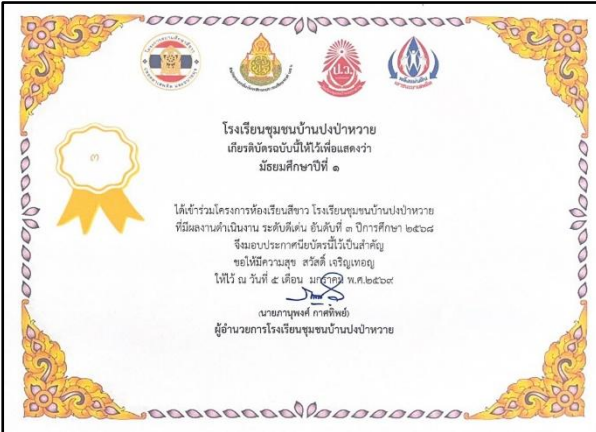 ป.ว.
โรงเรียนชุมชนบ้านปงป่าหวาย
เกียรติบัตรฉบับนี้ให้ไว้เพื่อแสดงว่า
มัธยมศึกษาปีที่ ๑
๓
ได้เข้าร่วมโครงการห้องเรียนสีขาว โรงเรียนชุมชนบ้านปงป่าหวาย
ที่มีผลงานดำเนินงาน ระดับดีเด่น อันดับที่ ๓ ปีการศึกษา ๒๕๖๘
จึงมอบประกาศนียบัตรนี้ไว้เป็นสำคัญ
ขอให้มีความสุข สวัสดิ์ เจริญเทอญ
ให้ไว้ ณ วันที่ ๕ เดือน มกราคม พ.ศ.๒๕๖๙
(นายภานุพงศ์ กาศทิพย์)
ผู้อำนวยการโรงเรียนชุมชนบ้านปงป่าหวาย